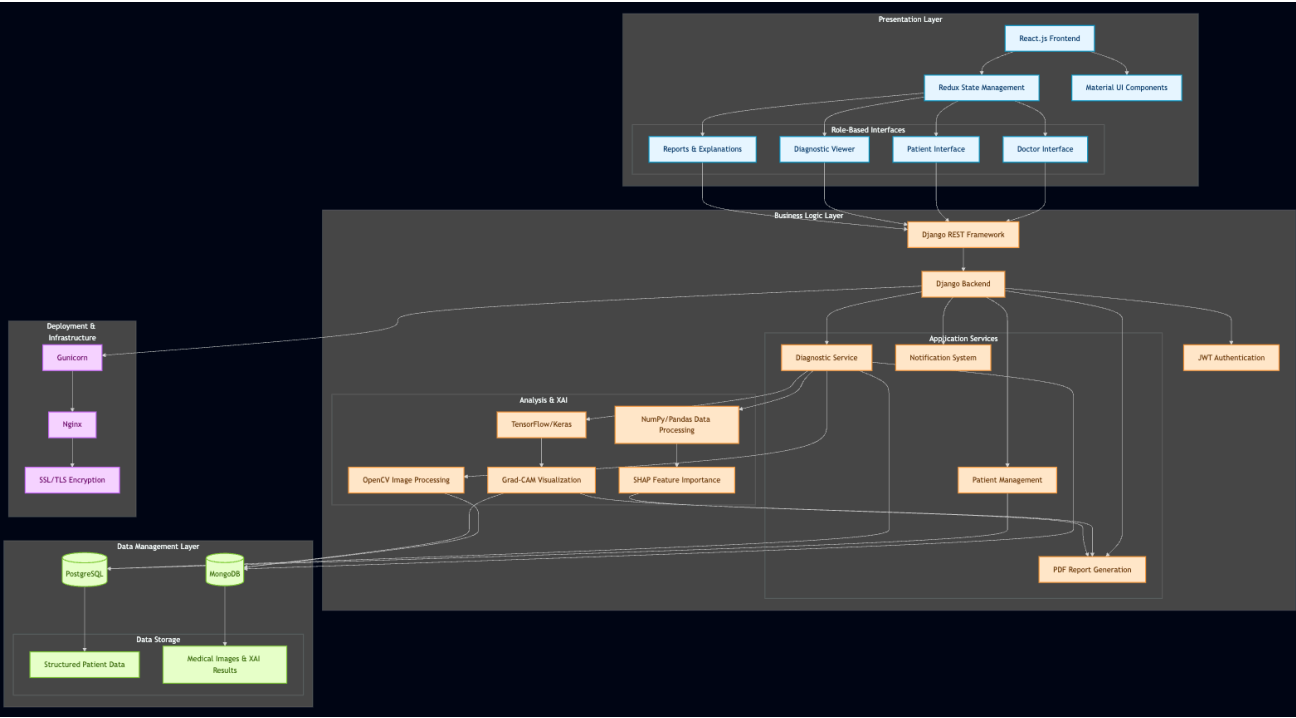 Presentation Layer
React.js Frontend
Redux State Management
Material UI Components
Role-Based Interfaces
Reports & Explanations
Diagnostic Viewer
Patient Interface
Doctor Interface
Business Logic Layer
Django REST Framework
Django Backend
Deployment &
Infrastructure
Gunicorn
Nginx
SSL/TLS Encryption
Application Services
Diagnostic Service
Notification System
JWT Authentication
Analysis & XAI
TensorFlow/Keras
NumPy/Pandas Data
Processing
OpenCV Image Processing
Grad-CAM Visualization
SHAP Feature Importance
Patient Management
PDF Report Generation
Data Management Layer
PostgreSQL
MongoDB
Data Storage
Structured Patient Data
Medical Images & XAI
Results